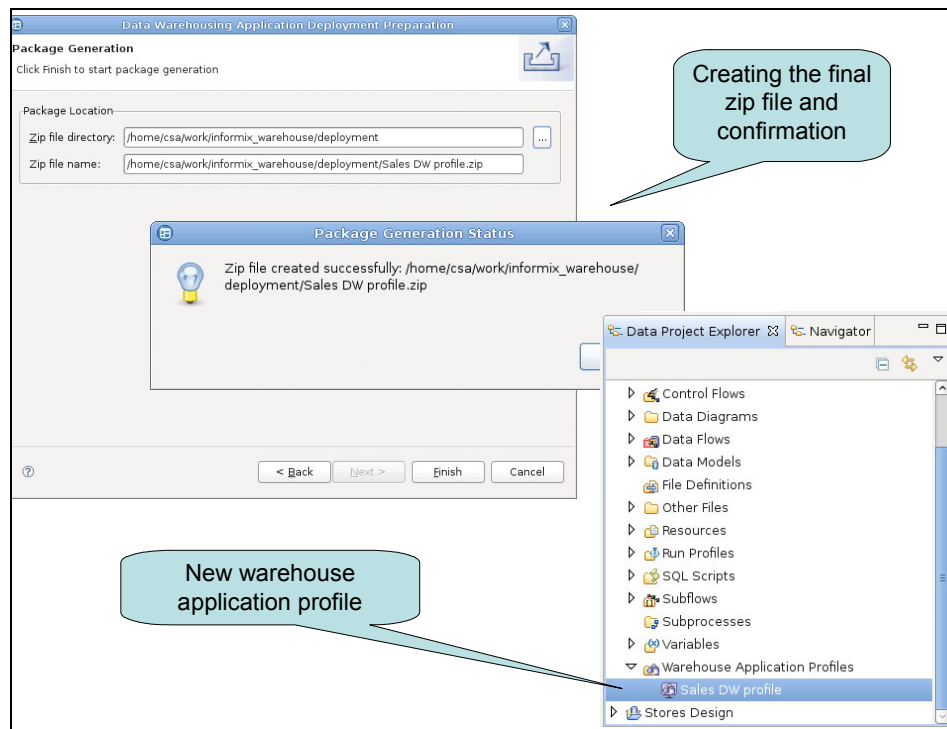 Data Warehousing Application Deployment Preparation
Package Generation
Click Finish to start package generation
Package Location
Zip file directory: /home/csa/work/informix_warehouse/deployment ...
Zip file name: /home/csa/work/informix_warehouse/deployment/Sales DW profile.zip
Creating the final
zip file and
confirmation
Package Generation Status
Zip file created successfully: /home/csa/work/informix_warehouse/
deployment/Sales DW profile.zip
Data Project Explorer Navigator
Control Flows
Data Diagrams
Data Flows
Data Models
File Definitions
Other Files
Resources
Run Profiles
SQL Scripts
Subflows
Subprocesses
Variables
Warehouse Application Profiles
Sales DW profile
Stores Design
? < Back Next > Finish Cancel
New warehouse
application profile